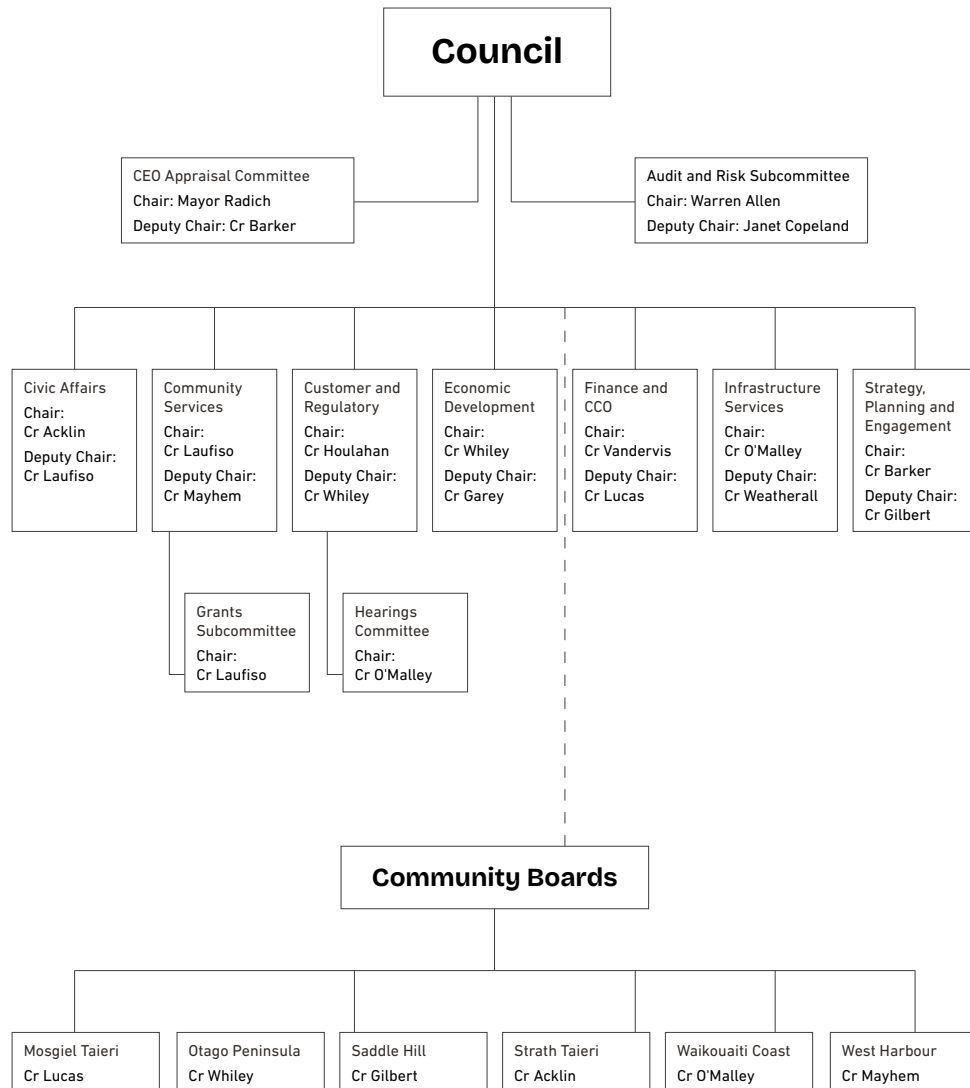 Council
CEO Appraisal Committee
Chair: Mayor Radich
Deputy Chair: Cr Barker
Audit and Risk Subcommittee
Chair: Warren Allen
Deputy Chair: Janet Copeland
Civic Affairs
Chair:
Cr Acklin
Deputy Chair:
Cr Laufiso
Community
Services
Chair:
Cr Laufiso
Deputy Chair:
Cr Mayhem
Customer and
Regulatory
Chair:
Cr Houlahan
Deputy Chair:
Cr Whiley
Economic
Development
Chair:
Cr Whiley
Deputy Chair:
Cr Garey
Finance and
CCO
Chair:
Cr Vandervis
Deputy Chair:
Cr Lucas
Infrastructure
Services
Chair:
Cr O'Malley
Deputy Chair:
Cr Weatherall
Strategy,
Planning and
Engagement
Chair:
Cr Barker
Deputy Chair:
Cr Gilbert
Grants
Subcommittee
Chair:
Cr Laufiso
Hearings
Committee
Chair:
Cr O'Malley
Community Boards
Mosgiel Taieri
Cr Lucas
Otago Peninsula
Cr Whiley
Saddle Hill
Cr Gilbert
Strath Taieri
Cr Acklin
Waikouaiti Coast
Cr O'Malley
West Harbour
Cr Mayhem